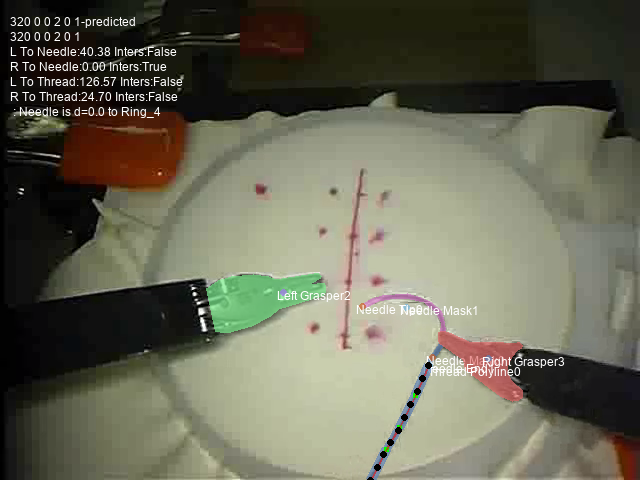 320 0 0 2 0 1-predicted
320 0 0 2 0 1
L To Needle:40.38 Inters:False
R To Needle:0.00 Inters:True
L To Thread:126.57 Inters:False
R To Thread:24.70 Inters:False
: Needle is d=0.0 to Ring_4
Left Grasper2
Needle Mask1
Right Grasper3
Thread Polyline0